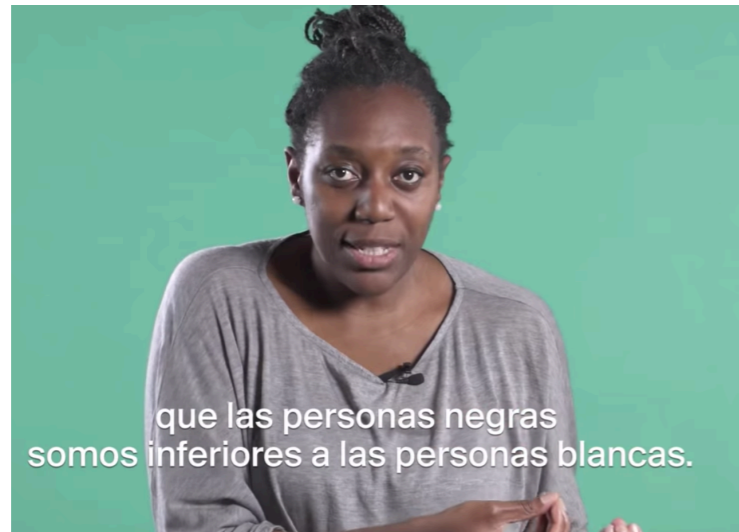 que las personas negras
somos inferiores a las personas blancas.